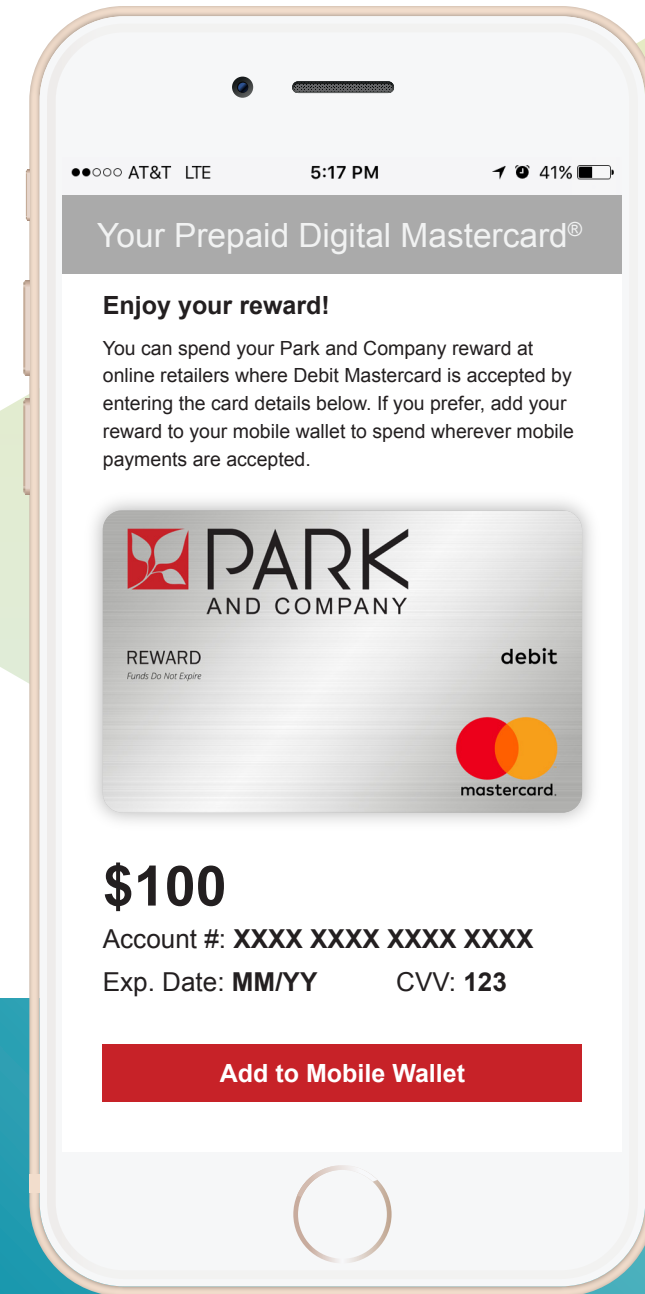 AT&T LTE 5:17 PM 41%
Your Prepaid Digital Mastercard®
Enjoy your reward!
You can spend your Park and Company reward at
online retailers where Debit Mastercard is accepted by
entering the card details below. If you prefer, add your
reward to your mobile wallet to spend wherever mobile
payments are accepted.
PARK
AND COMPANY
REWARD debit
Funds Do Not Expire
mastercard.
$100
Account #: XXXX XXXX XXXX XXXX
Exp. Date: MM/YY CVV: 123
Add to Mobile Wallet